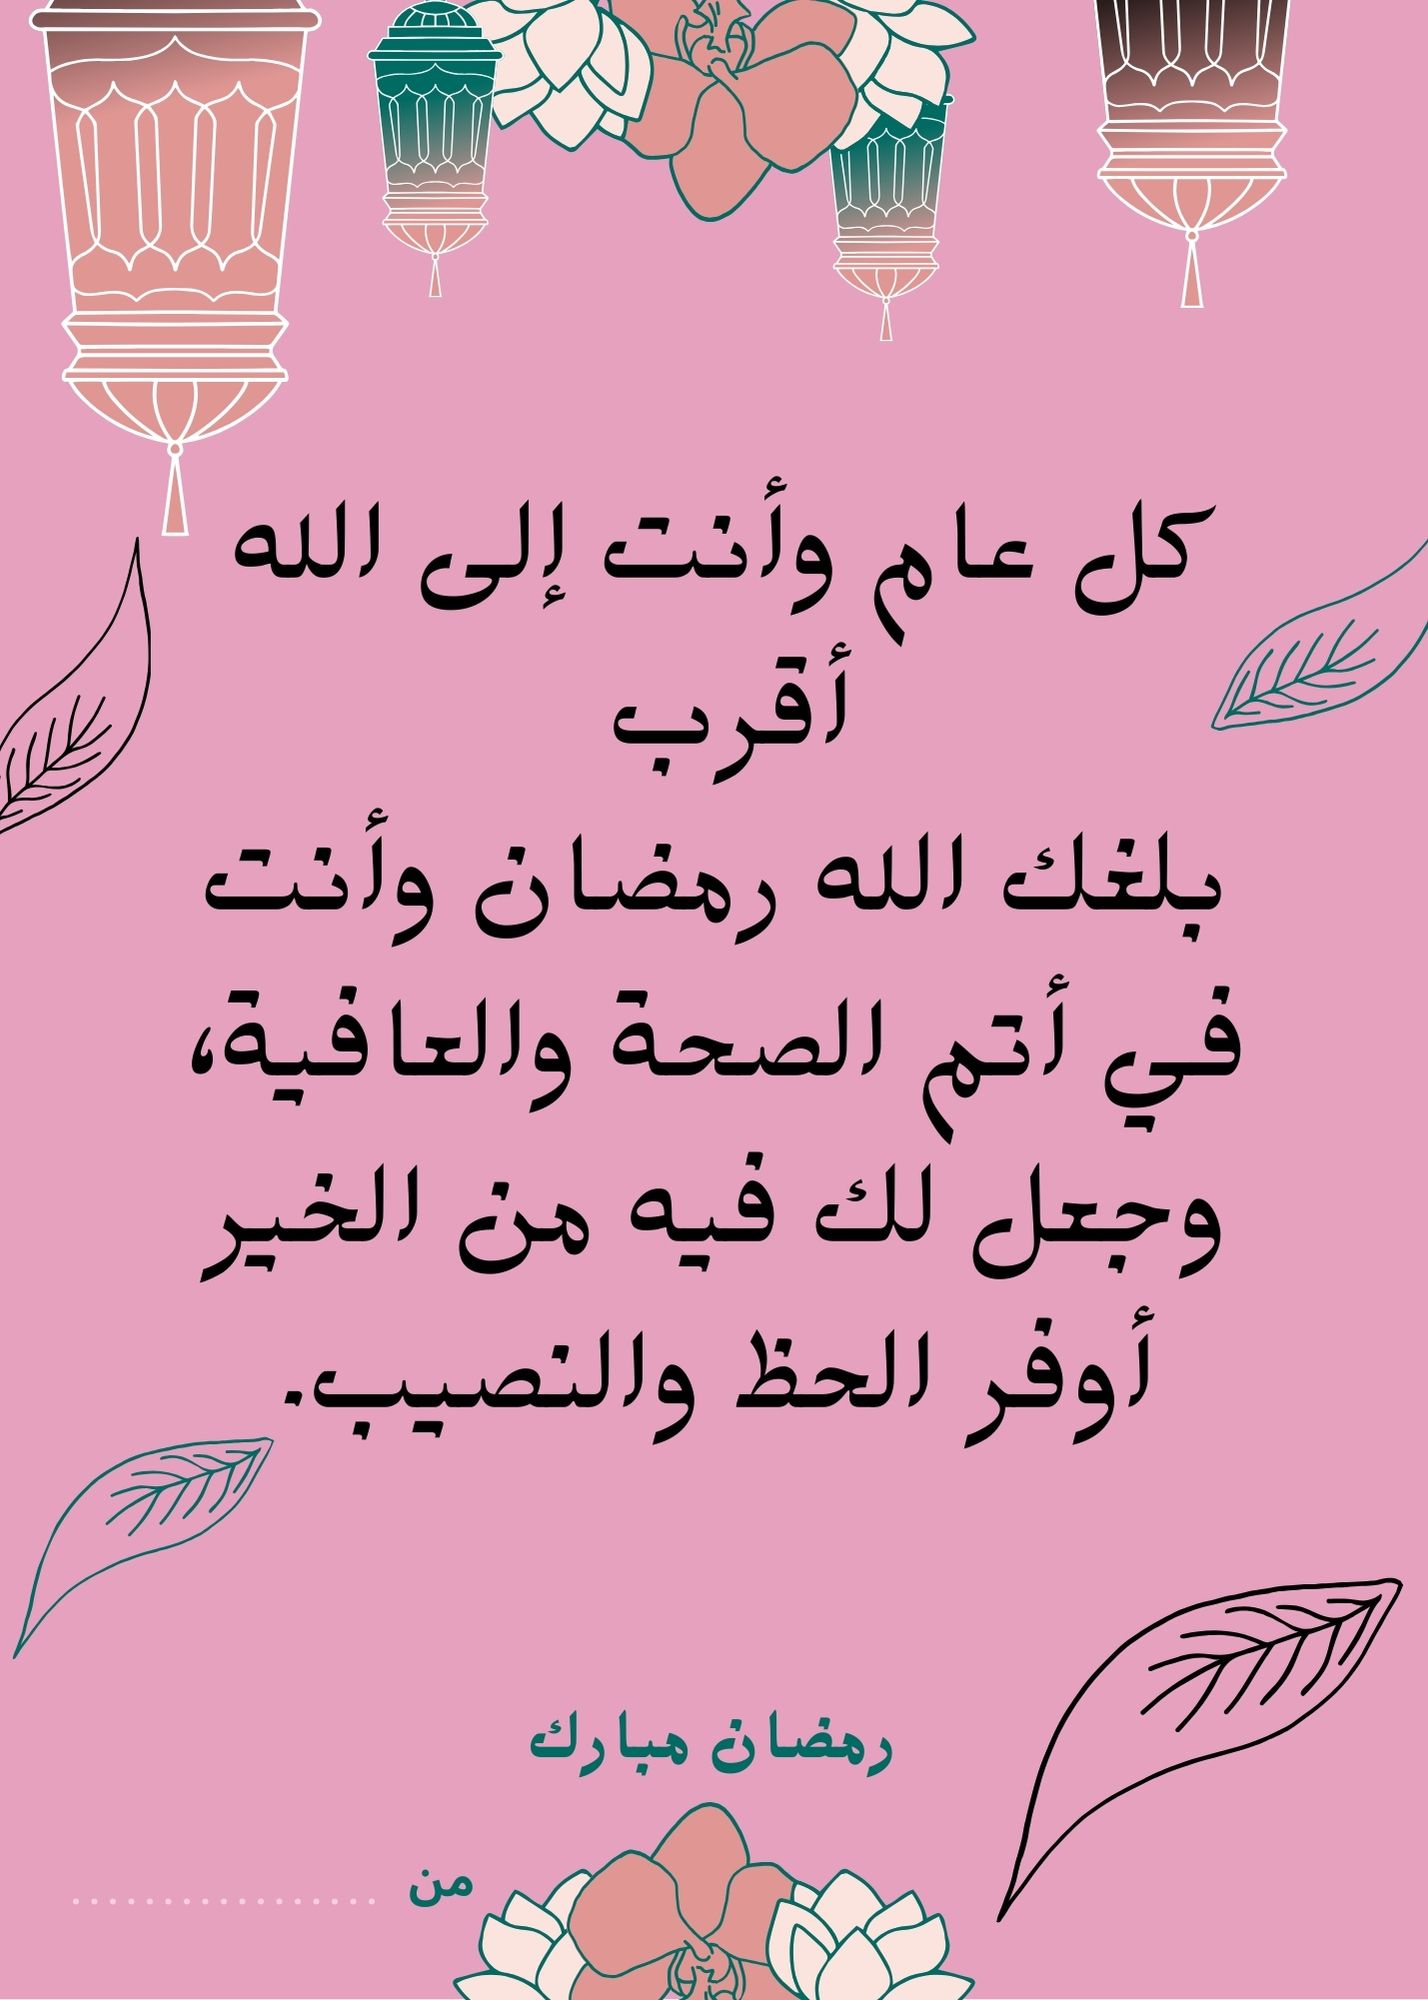 كل عام وأنت إلى الله
أقرب
بلغك الله رمضان وأنت
في أتم الصحة والعافية،
وجعل لك فيه من الخير
أوفر الحظ والنصيب.
رمضان مبارك
من ..................